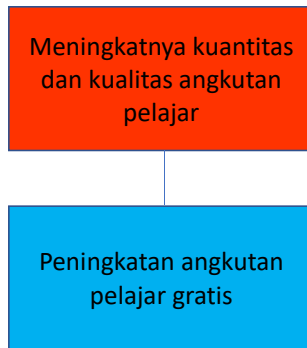 Meningkatnya kuantitas
dan kualitas angkutan
pelajar
Peningkatan angkutan
pelajar gratis